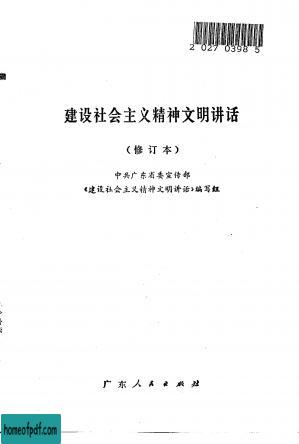 2 027 0398 5
建设社会主义精神文明讲话
（修订本）
中共广东省委宣传部
《建设社会主义精神文明讲话》编写组
广东人民出版社
homeofpdf.com